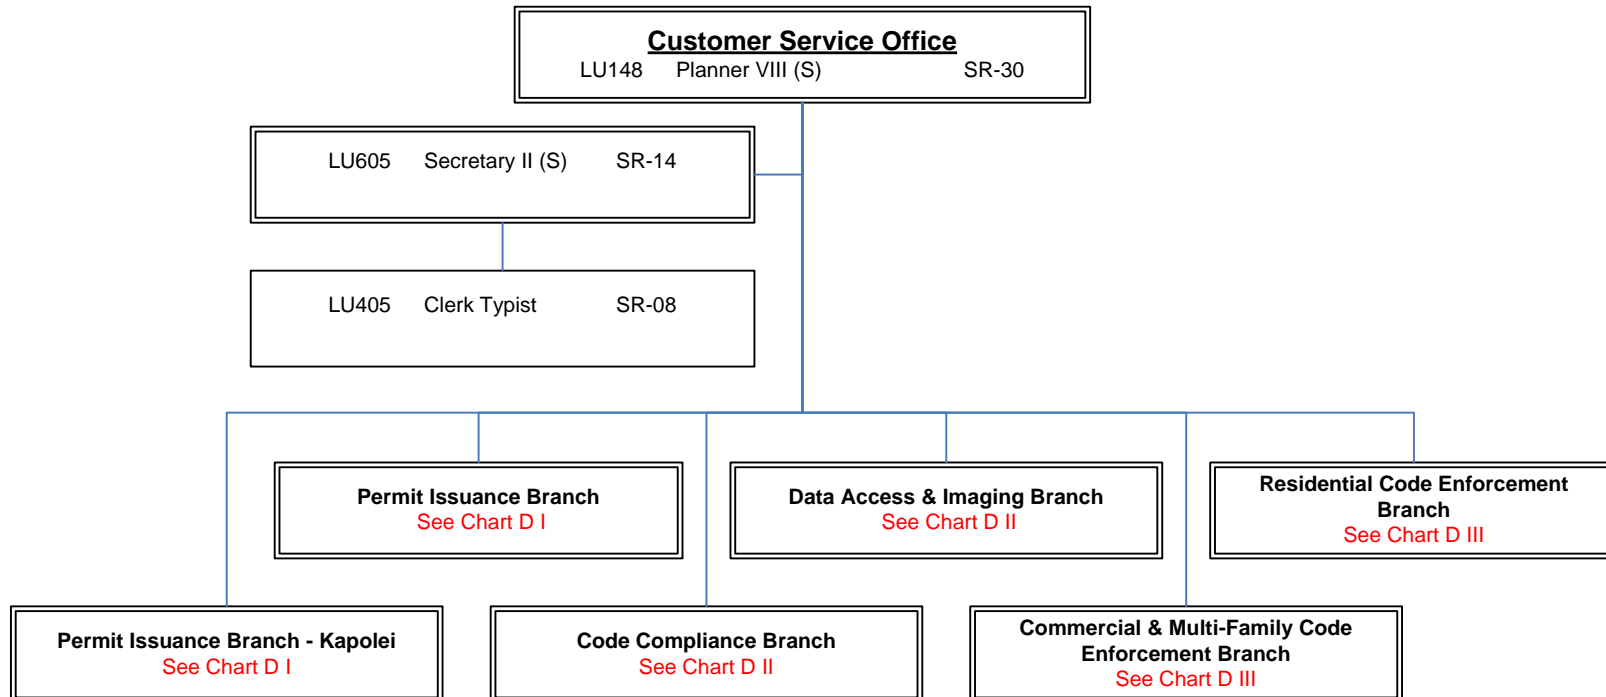 Customer Service Office
LU148 Planner VIII (S) SR-30
LU605 Secretary II (S) SR-14
LU405 Clerk Typist SR-08
Permit Issuance Branch
See Chart D I
Data Access & Imaging Branch
See Chart D II
Residential Code Enforcement
Branch
See Chart D III
Permit Issuance Branch - Kapolei
See Chart D I
Code Compliance Branch
See Chart D II
Commercial & Multi-Family Code
Enforcement Branch
See Chart D III